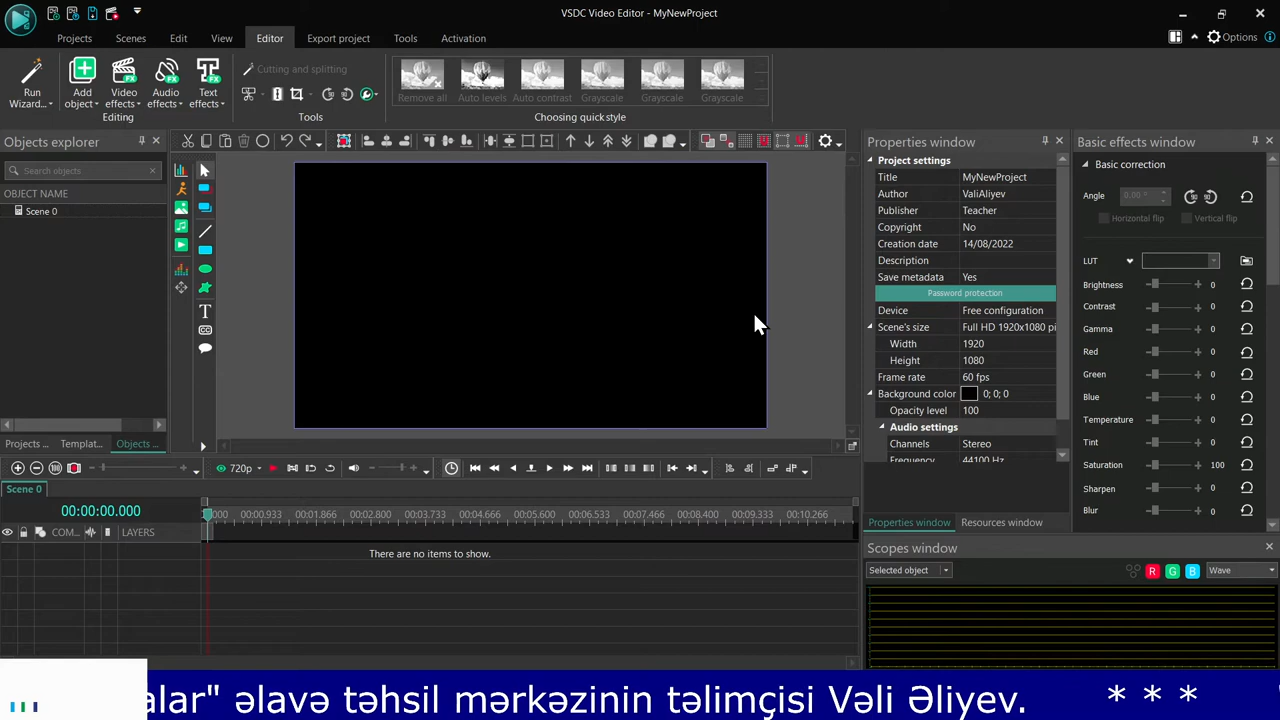 VSDC Video Editor - MyNewProject
Projects Scenes Edit View Editor Export project Tools Activation Options
Run Wizard... Add object Video effects Audio effects Text effects
Editing
Cutting and splitting
Tools
Remove all Auto levels Auto contrast Grayscale Grayscale Grayscale
Choosing quick style
Objects explorer
Search objects
OBJECT NAME
Scene 0
Projects ... Templat... Objects ...
Properties window
Project settings
Title MyNewProject
Author ValiAliyev
Publisher Teacher
Copyright No
Creation date 14/08/2022
Description
Save metadata Yes
Password protection
Device Free configuration
Scene's size Full HD 1920x1080 pi
Width 1920
Height 1080
Frame rate 60 fps
Background color 0; 0; 0
Opacity level 100
Audio settings
Channels Stereo
Frequency 44100 Hz
Properties window Resources window
Basic effects window
Basic correction
Angle 0.00 °
Horizontal flip Vertical flip
LUT
Brightness 0
Contrast 0
Gamma 0
Red 0
Green 0
Blue 0
Temperature 0
Tint 0
Saturation 100
Sharpen 0
Blur 0
720p
Scene 0
00:00:00.000
000 00:00.933 00:01.866 00:02.800 00:03.733 00:04.666 00:05.600 00:06.533 00:07.466 00:08.400 00:09.333 00:10.266
COM... LAYERS
There are no items to show.
Scopes window
Selected object R G B Wave
alar" əlavə təhsil mərkəzinin təlimçisi Vəli Əliyev. * * *